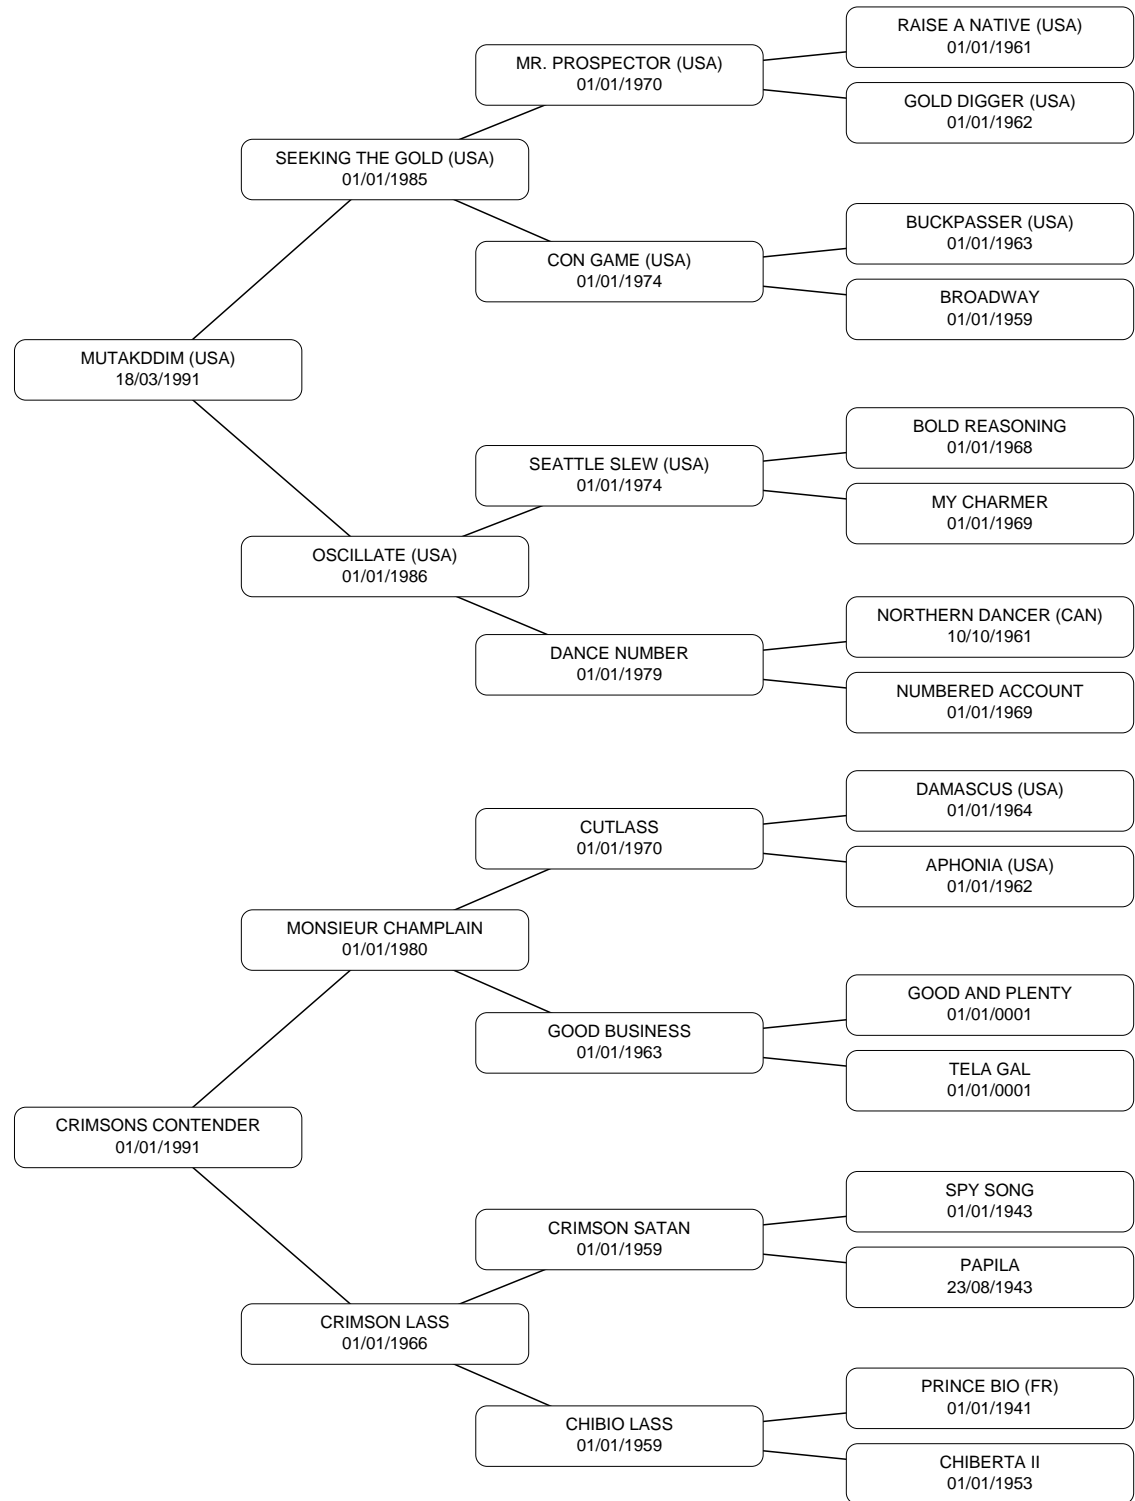 RAISE A NATIVE (USA)
01/01/1961
MR. PROSPECTOR (USA)
01/01/1970
GOLD DIGGER (USA)
01/01/1962
SEEKING THE GOLD (USA)
01/01/1985
BUCKPASSER (USA)
01/01/1963
CON GAME (USA)
01/01/1974
BROADWAY
01/01/1959
MUTAKDDIM (USA)
18/03/1991
BOLD REASONING
01/01/1968
SEATTLE SLEW (USA)
01/01/1974
MY CHARMER
01/01/1969
OSCILLATE (USA)
01/01/1986
NORTHERN DANCER (CAN)
10/10/1961
DANCE NUMBER
01/01/1979
NUMBERED ACCOUNT
01/01/1969
DAMASCUS (USA)
01/01/1964
CUTLASS
01/01/1970
APHONIA (USA)
01/01/1962
MONSIEUR CHAMPLAIN
01/01/1980
GOOD AND PLENTY
01/01/0001
GOOD BUSINESS
01/01/1963
TELA GAL
01/01/0001
CRIMSONS CONTENDER
01/01/1991
SPY SONG
01/01/1943
CRIMSON SATAN
01/01/1959
PAPILA
23/08/1943
CRIMSON LASS
01/01/1966
PRINCE BIO (FR)
01/01/1941
CHIBIO LASS
01/01/1959
CHIBERTA II
01/01/1953